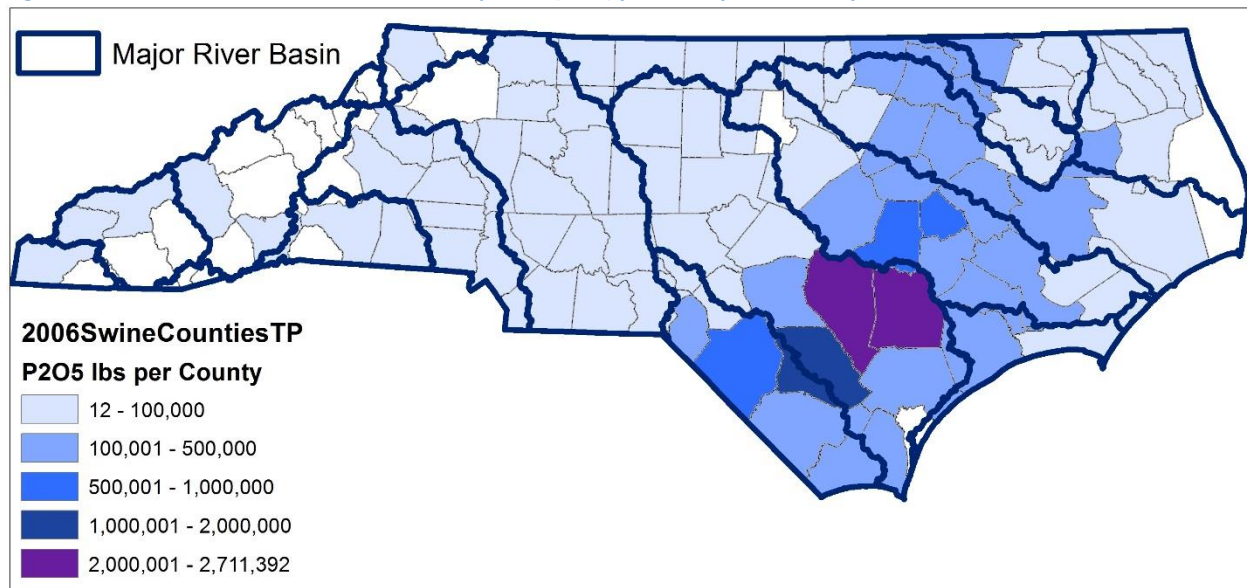 Major River Basin
2006SwineCountiesTP
P2O5 lbs per County
12 - 100,000
100,001 - 500,000
500,001 - 1,000,000
1,000,001 - 2,000,000
2,000,001 - 2,711,392